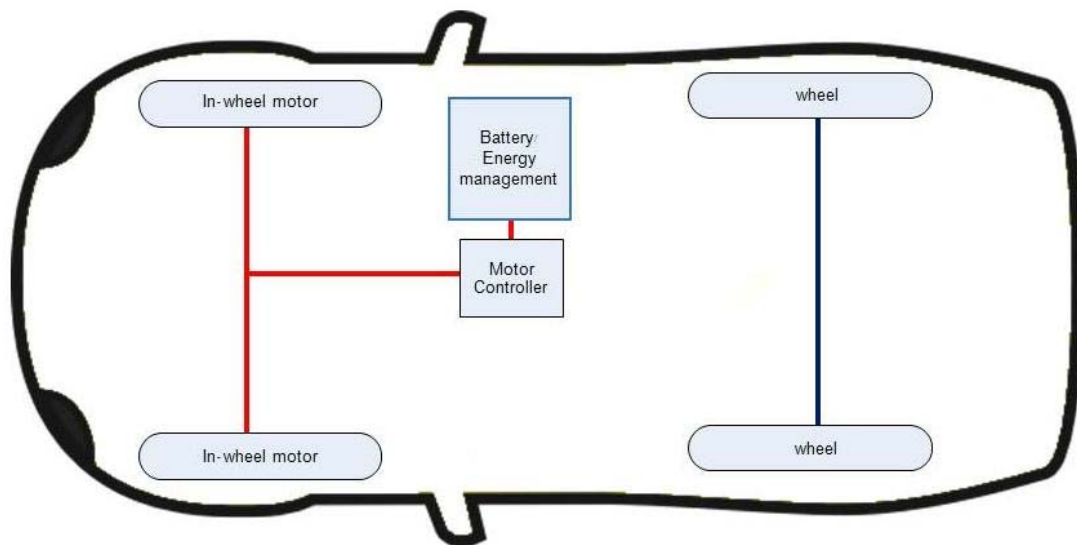 In-wheel motor
wheel
Battery/
Energy
management
Motor
Controller
In-wheel motor
wheel